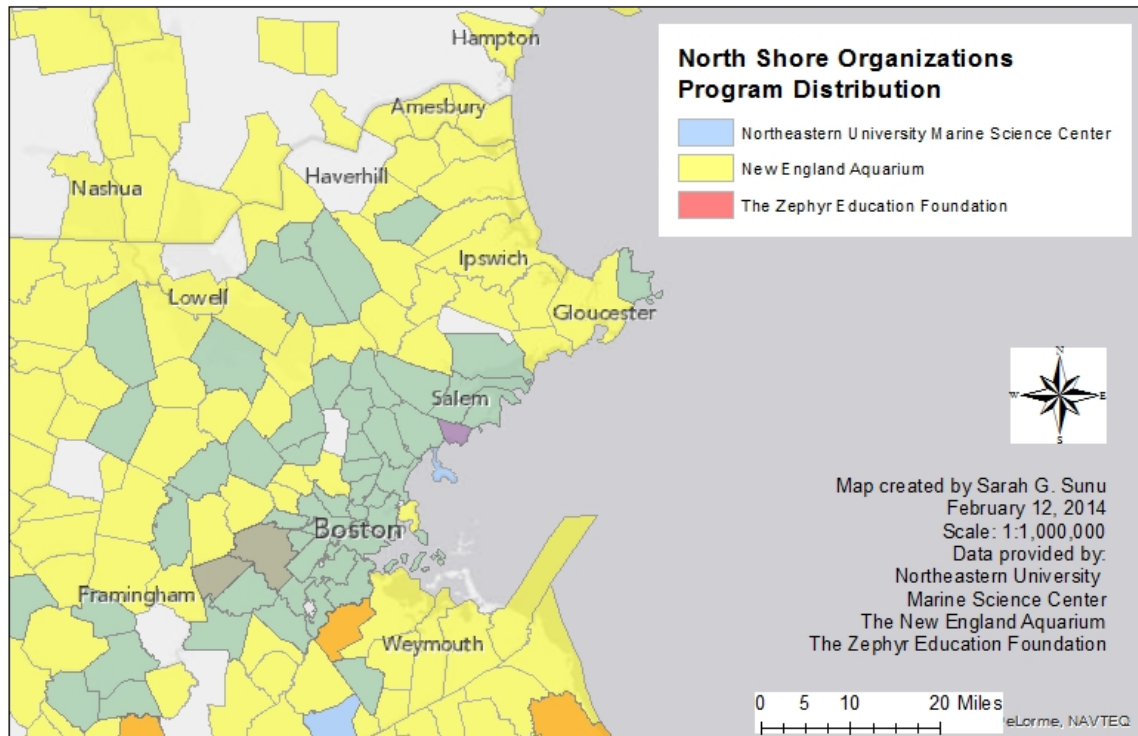 North Shore Organizations
Program Distribution
Northeastern University Marine Science Center
New England Aquarium
The Zephyr Education Foundation
Hampton
Amesbury
Haverhill
Nashua
Ipswich
Lowell
Gloucester
Salem
Boston
Framingham
Weymouth
N
W E
S
Map created by Sarah G. Sunu
February 12, 2014
Scale: 1:1,000,000
Data provided by:
Northeastern University
Marine Science Center
The New England Aquarium
The Zephyr Education Foundation
0 5 10 20 Miles
eLorme, NAVTEQ